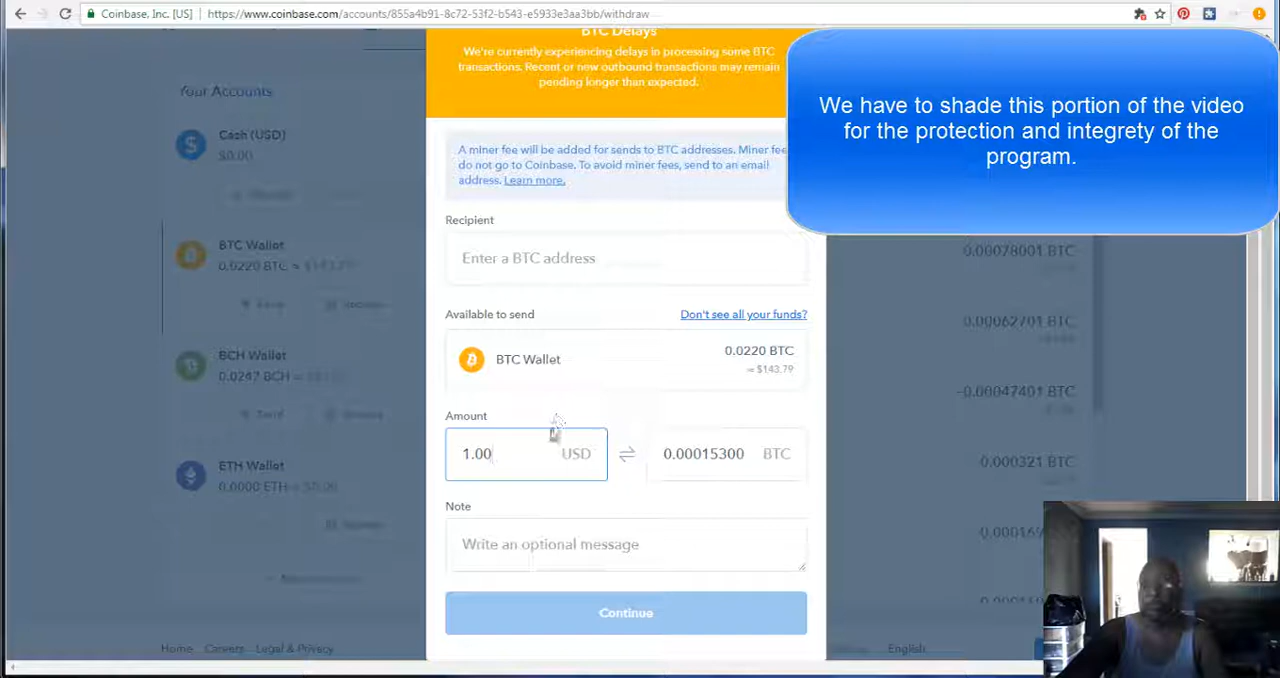 Coinbase, Inc. [US]
https://www.coinbase.com/accounts/855a4b91-8c72-53f2-b543-e5933e3aa3bb/withdraw
BTC Delays
We're currently experiencing delays in processing some BTC
transactions. Recent or new outbound transactions may remain
pending longer than expected.
We have to shade this portion of the video
for the protection and integrety of the
program.
Your Accounts
Cash (USD)
$0.00
BTC Wallet
0.0220 BTC ≈ $143.79
BCH Wallet
0.0247 BCH ≈
ETH Wallet
0.0000 ETH ≈ $0.00
A miner fee will be added for sends to BTC addresses. Miner fee
do not go to Coinbase. To avoid miner fees, send to an email
address. Learn more.
Recipient
Enter a BTC address
Available to send
Don't see all your funds?
BTC Wallet
0.0220 BTC
≈ $143.79
Amount
1.00 USD
0.00015300 BTC
Note
Write an optional message
Continue
0.00078001 BTC
0.00062701 BTC
-0.00047401 BTC
0.000321 BTC
Home
Careers
Legal & Privacy
English